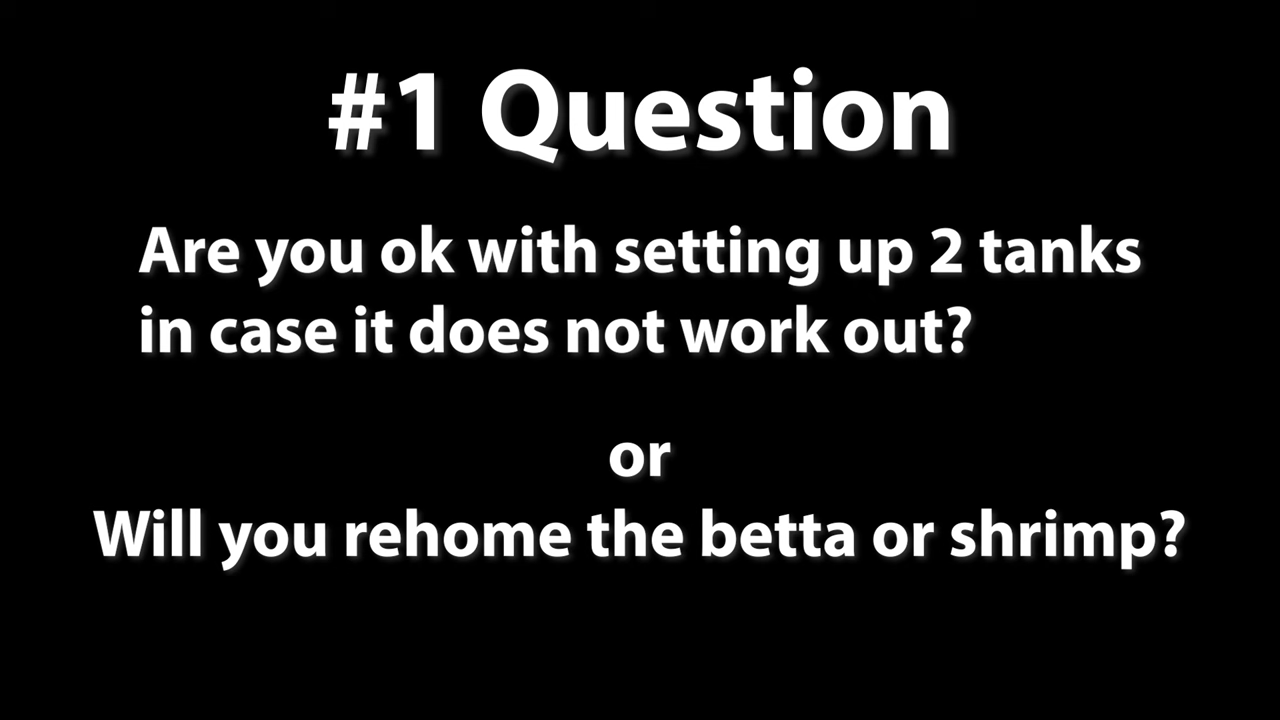 #1 Question
Are you ok with setting up 2 tanks
in case it does not work out?
or
Will you rehome the betta or shrimp?